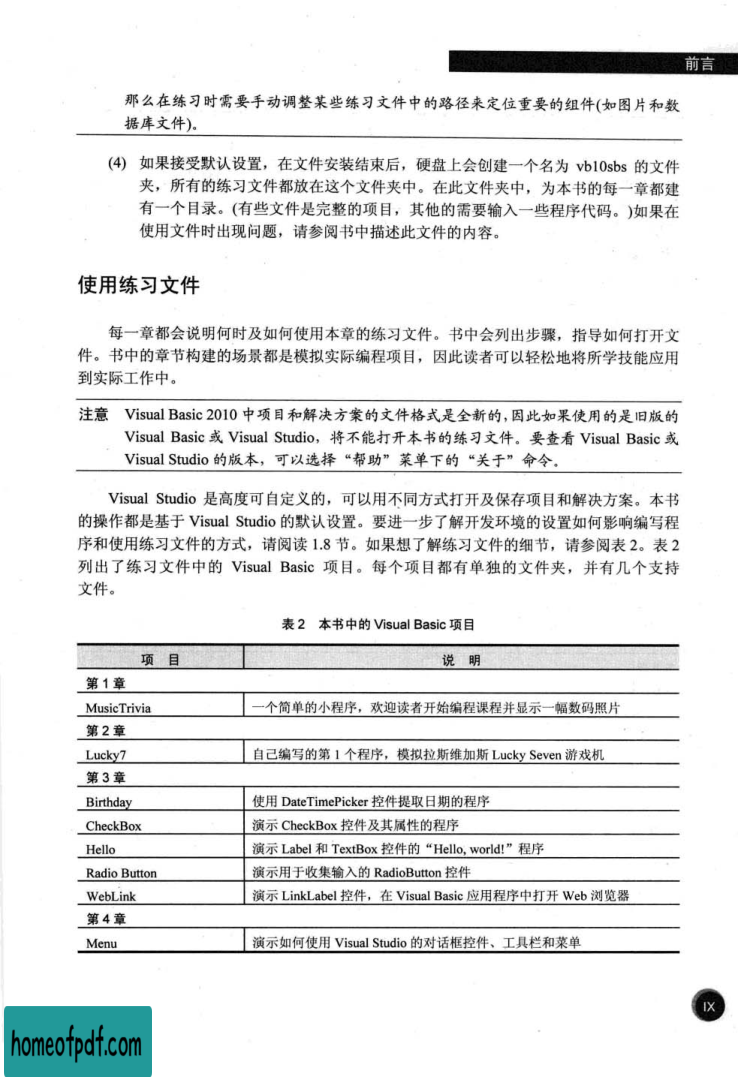 前言
那么在练习时需要手动调整某些练习文件中的路径来定位重要的组件(如图片和数
据库文件)。
(4) 如果接受默认设置，在文件安装结束后，硬盘上会创建一个名为 vb10sbs 的文件
夹，所有的练习文件都放在这个文件夹中。在此文件夹中，为本书的每一章都建
有一个目录。(有些文件是完整的项目，其他的需要输入一些程序代码。)如果在
使用文件时出现问题，请参阅书中描述此文件的内容。
使用练习文件
每一章都会说明何时及如何使用本章的练习文件。书中会列出步骤，指导如何打开文
件。书中的章节构建的场景都是模拟实际编程项目，因此读者可以轻松地将所学技能应用
到实际工作中。
注意 Visual Basic 2010 中项目和解决方案的文件格式是全新的，因此如果使用的是旧版的
Visual Basic 或 Visual Studio，将不能打开本书的练习文件。要查看 Visual Basic 或
Visual Studio 的版本，可以选择“帮助”菜单下的“关于”命令。
Visual Studio 是高度可自定义的，可以用不同方式打开及保存项目和解决方案。本书
的操作都是基于 Visual Studio 的默认设置。要进一步了解开发环境的设置如何影响编写程
序和使用练习文件的方式，请阅读 1.8 节。如果想了解练习文件的细节，请参阅表 2。表 2
列出了练习文件中的 Visual Basic 项目。每个项目都有单独的文件夹，并有几个支持
文件。
表 2 本书中的 Visual Basic 项目
项 目 说 明
第 1 章
MusicTrivia 一个简单的小程序，欢迎读者开始编程课程并显示一幅数码照片
第 2 章
Lucky7 自己编写的第 1 个程序，模拟拉斯维加斯 Lucky Seven 游戏机
第 3 章
Birthday 使用 DateTimePicker 控件提取日期的程序
CheckBox 演示 CheckBox 控件及其属性的程序
Hello 演示 Label 和 TextBox 控件的“Hello, world!”程序
Radio Button 演示用于收集输入的 RadioButton 控件
WebLink 演示 LinkLabel 控件，在 Visual Basic 应用程序中打开 Web 浏览器
第 4 章
Menu 演示如何使用 Visual Studio 的对话框控件、工具栏和菜单
IX
homeofpdf.com